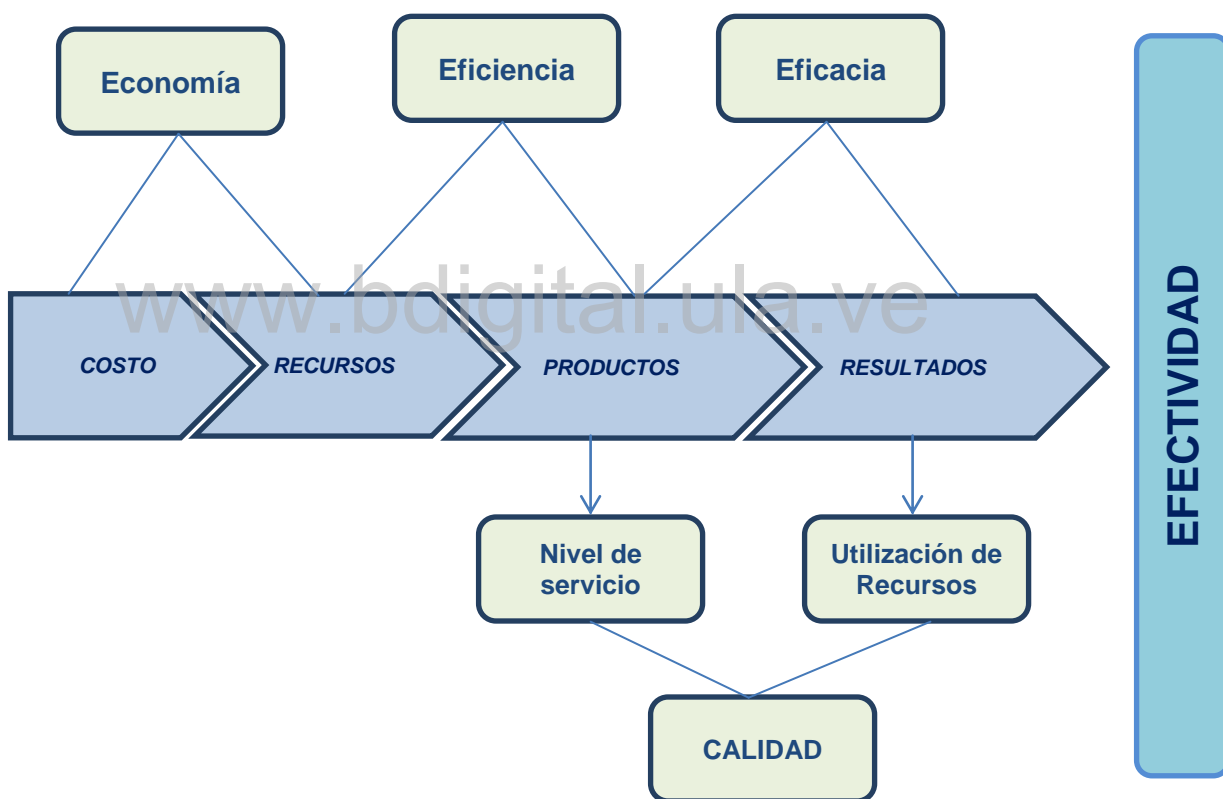 Economía
Eficiencia
Eficacia
www.bdigital.ula.ve
COSTO
RECURSOS
PRODUCTOS
RESULTADOS
Nivel de
servicio
Utilización de
Recursos
CALIDAD
EFECTIVIDAD